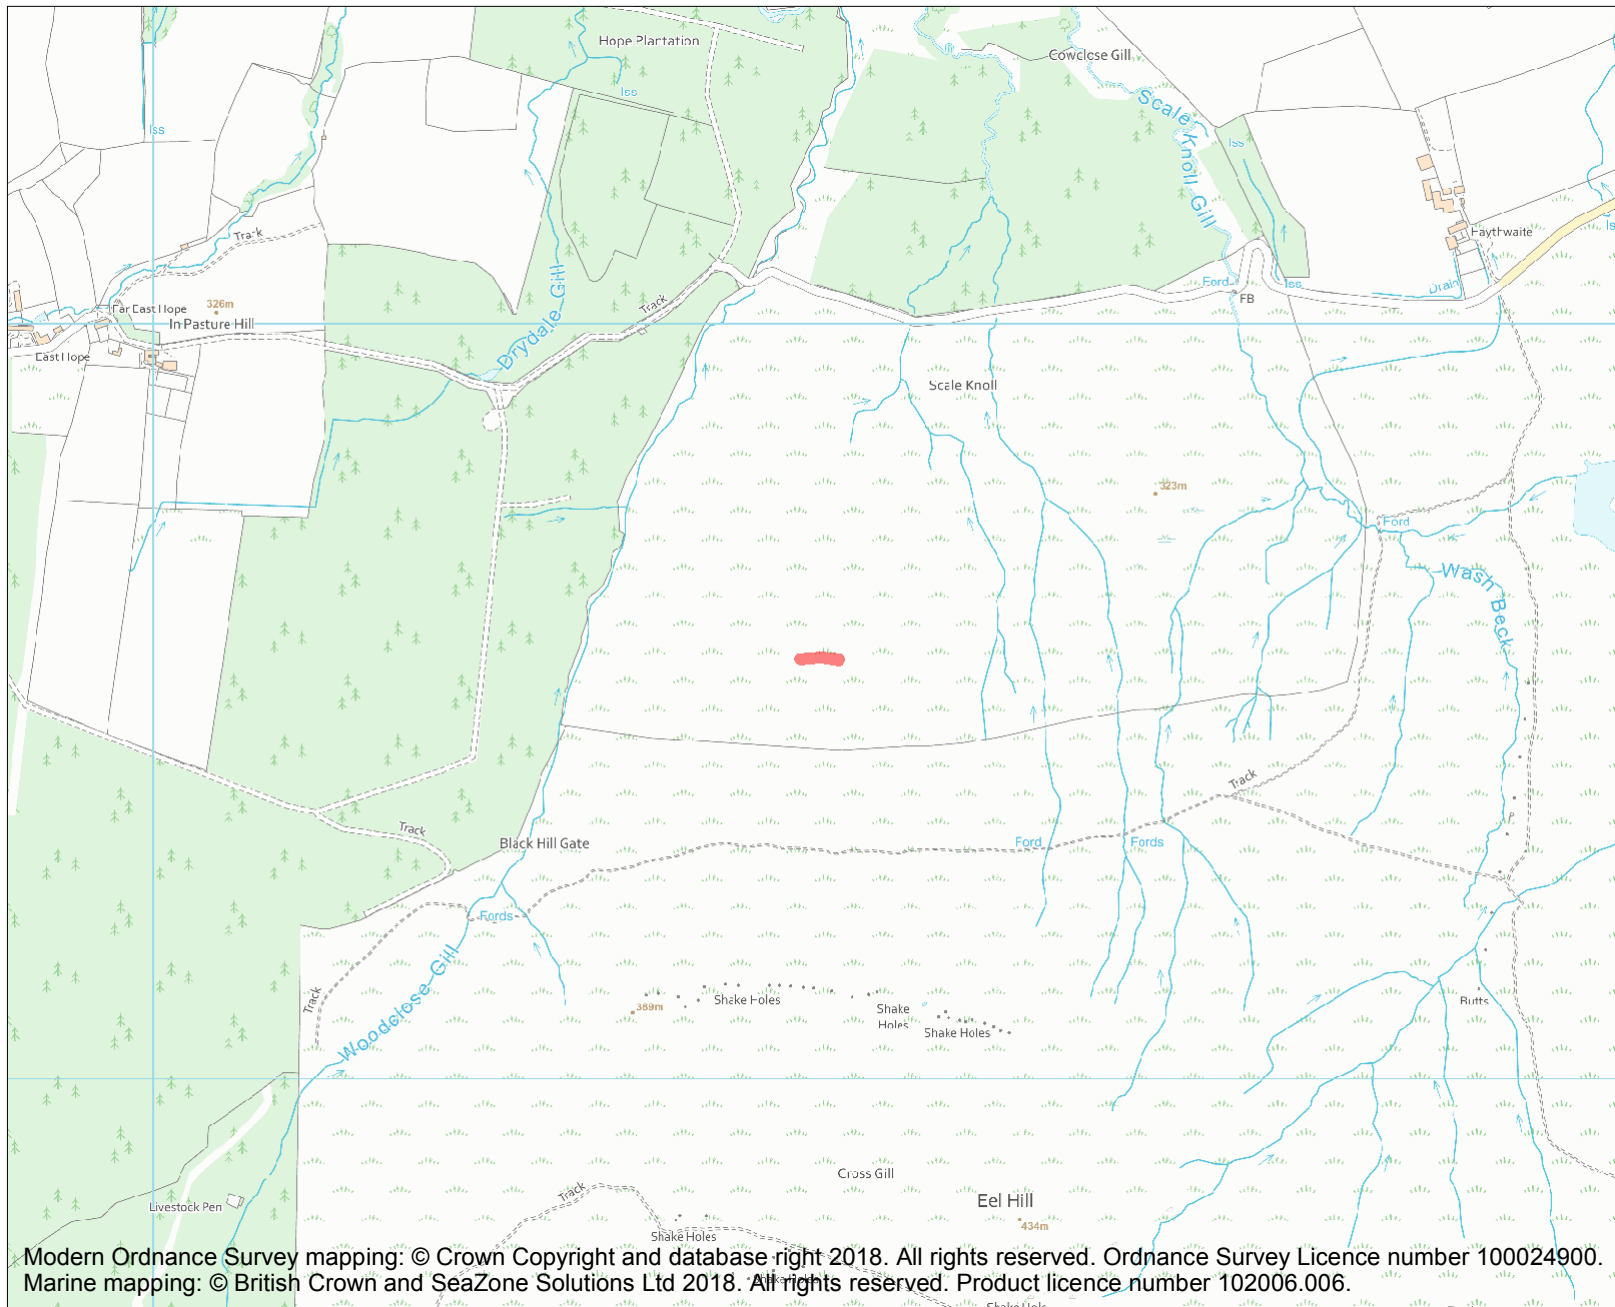 Hope Plantation
Cowclose Gill
Iss
Iss
Scale Knoll Gill
Iss
Track
Haythwaite
326m
Far East Hope
In Pasture Hill
East Hope
Drydale Gill
Track
Ford
FB
Iss
Drain
Scale Knoll
323m
Ford
Wash Beck
Track
Track
Black Hill Gate
Ford
Fords
Fords
Track
Woodclose Gill
389m
Shake Holes
Shake
Holes
Shake Holes
Butts
Cross Gill
Eel Hill
434m
Livestock Pen
Track
Shake Holes
Shake Holes
Modern Ordnance Survey mapping: © Crown Copyright and database right 2018. All rights reserved. Ordnance Survey Licence number 100024900.
Marine mapping: © British Crown and SeaZone Solutions Ltd 2018. All rights reserved. Product licence number 102006.006.